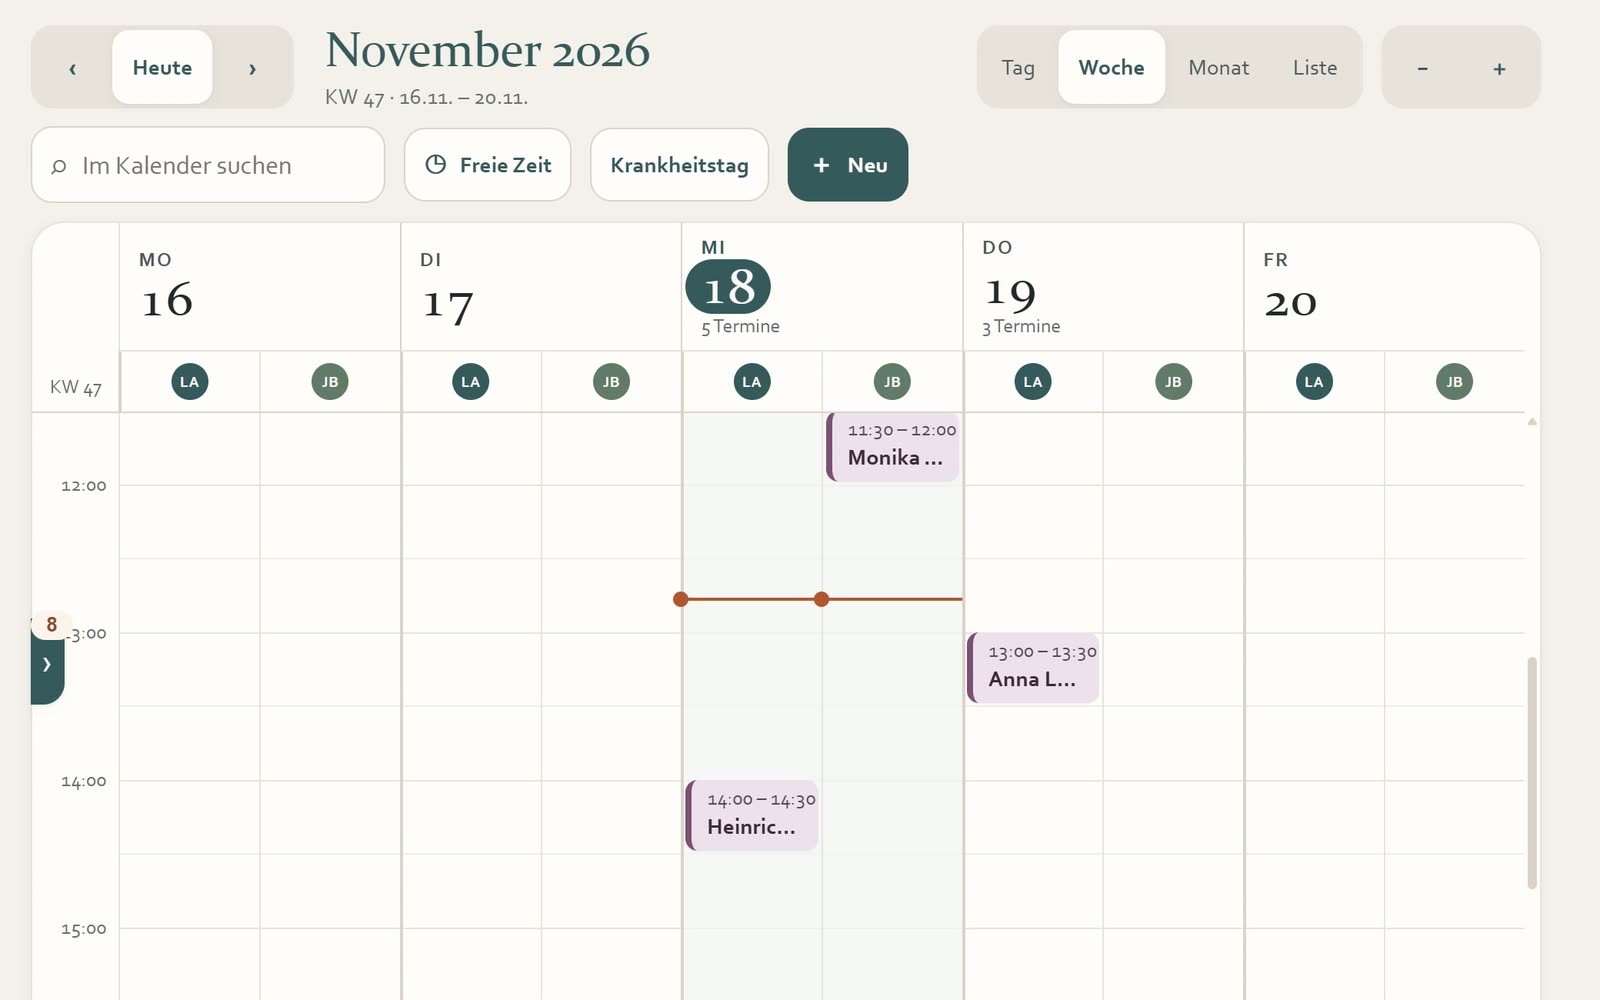 ‹ Heute ›
November 2026
KW 47 · 16.11. – 20.11.
Tag Woche Monat Liste
− +
Im Kalender suchen
Freie Zeit
Krankheitstag
+ Neu
MO
16
DI
17
MI
18
5 Termine
DO
19
3 Termine
FR
20
KW 47
LA JB LA JB LA JB LA JB LA JB
11:30 – 12:00
Monika ...
12:00
8
3:00
›
13:00 – 13:30
Anna L...
14:00
14:00 – 14:30
Heinric...
15:00